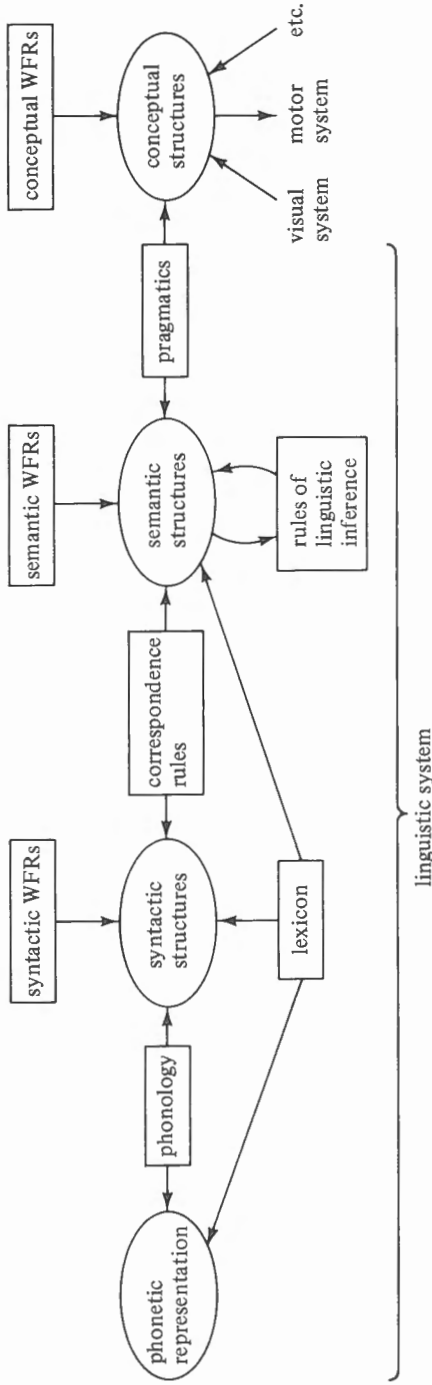 syntactic WFRs
semantic WFRs
conceptual WFRs
phonetic
representation
phonology
syntactic
structures
correspondence
rules
semantic
structures
pragmatics
conceptual
structures
lexicon
rules of
linguistic
inference
visual
system
motor
system
etc.
linguistic system